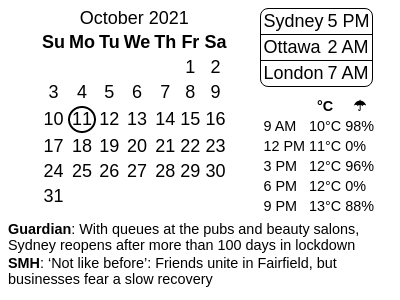 October 2021
Su Mo Tu We Th Fr Sa
1 2
3 4 5 6 7 8 9
10 11 12 13 14 15 16
17 18 19 20 21 22 23
24 25 26 27 28 29 30
31
Sydney 5 PM
Ottawa 2 AM
London 7 AM
°C ☂
9 AM 10°C 98%
12 PM 11°C 0%
3 PM 12°C 96%
6 PM 12°C 0%
9 PM 13°C 88%
Guardian: With queues at the pubs and beauty salons,
Sydney reopens after more than 100 days in lockdown
SMH: ‘Not like before’: Friends unite in Fairfield, but
businesses fear a slow recovery